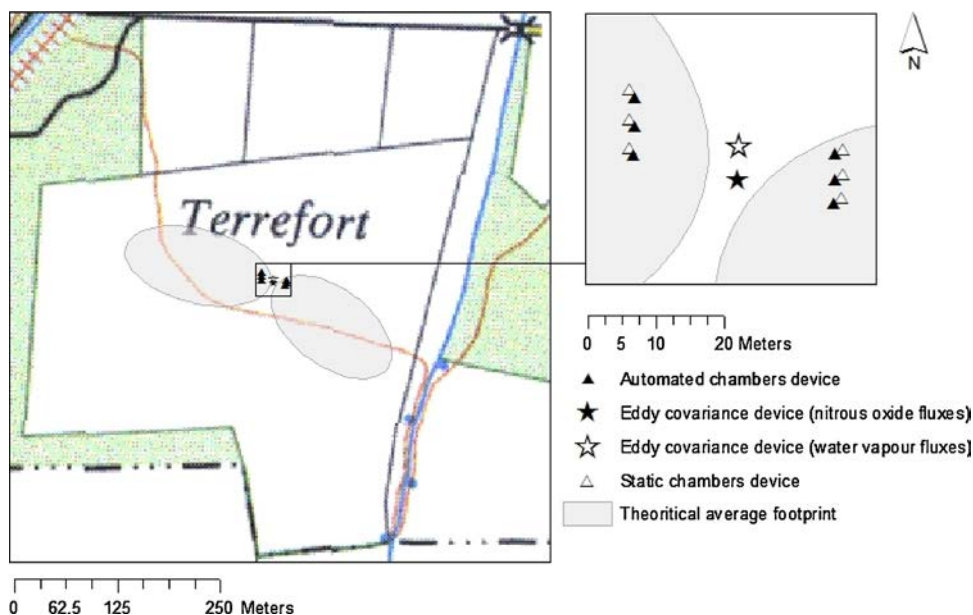 Terrefort
N
0 5 10 20 Meters
Automated chambers device
Eddy covariance device (nitrous oxide fluxes)
Eddy covariance device (water vapour fluxes)
Static chambers device
Theoritical average footprint
0 62.5 125 250 Meters